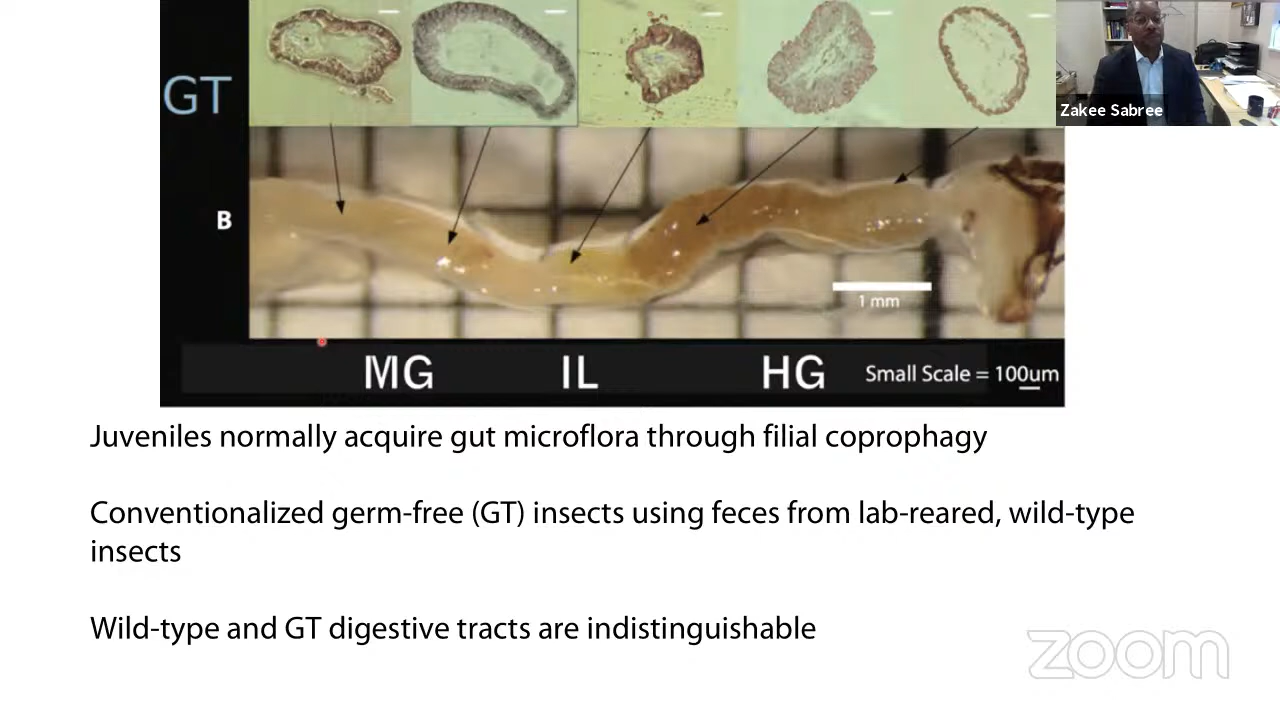 GT
Zakee Sabree
B
1 mm
MG IL HG Small Scale = 100um
Juveniles normally acquire gut microflora through filial coprophagy
Conventionalized germ-free (GT) insects using feces from lab-reared, wild-type
insects
Wild-type and GT digestive tracts are indistinguishable
zoom